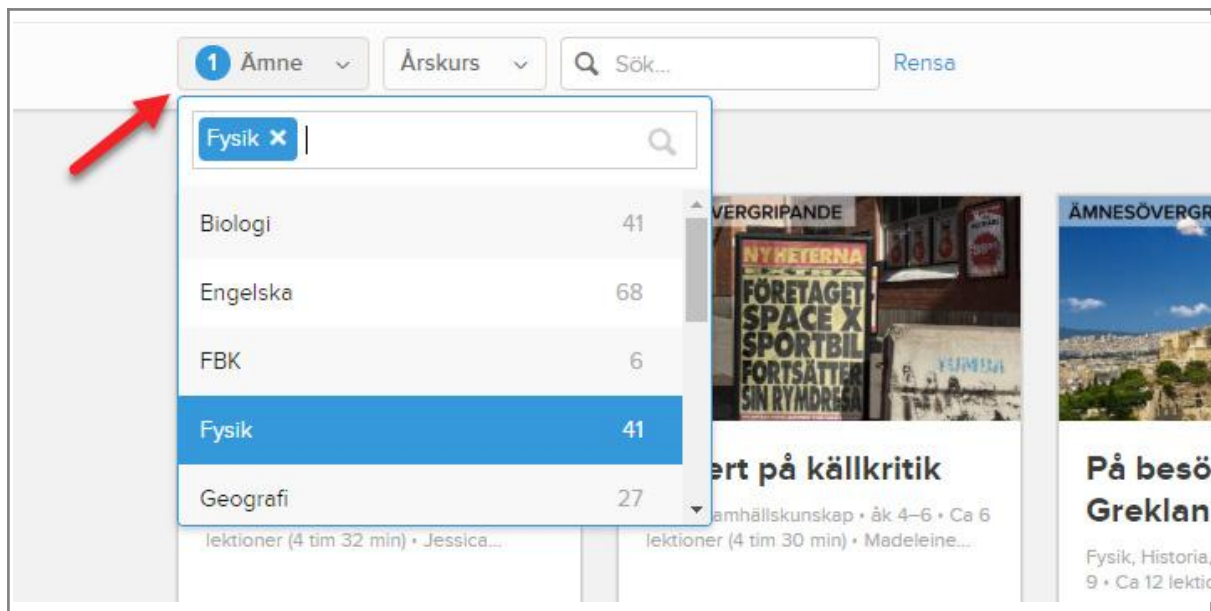 1 Ämne
Årskurs
Sök...
Rensa
Fysik ×
Biologi 41
Engelska 68
FBK 6
Fysik 41
Geografi 27
lektioner (4 tim 32 min) • Jessica...
VERGRIPANDE
NYHETERNA
FÖRETAGET
SPACE X
SPORTBIL
FORTSÄTTER
SIN RYMDRESA
ert på källkritik
amhällskunskap • åk 4–6 • Ca 6
lektioner (4 tim 30 min) • Madeleine...
ÄMNESÖVERGR
På besö
Greklan
Fysik, Historia,
9 • Ca 12 lektio